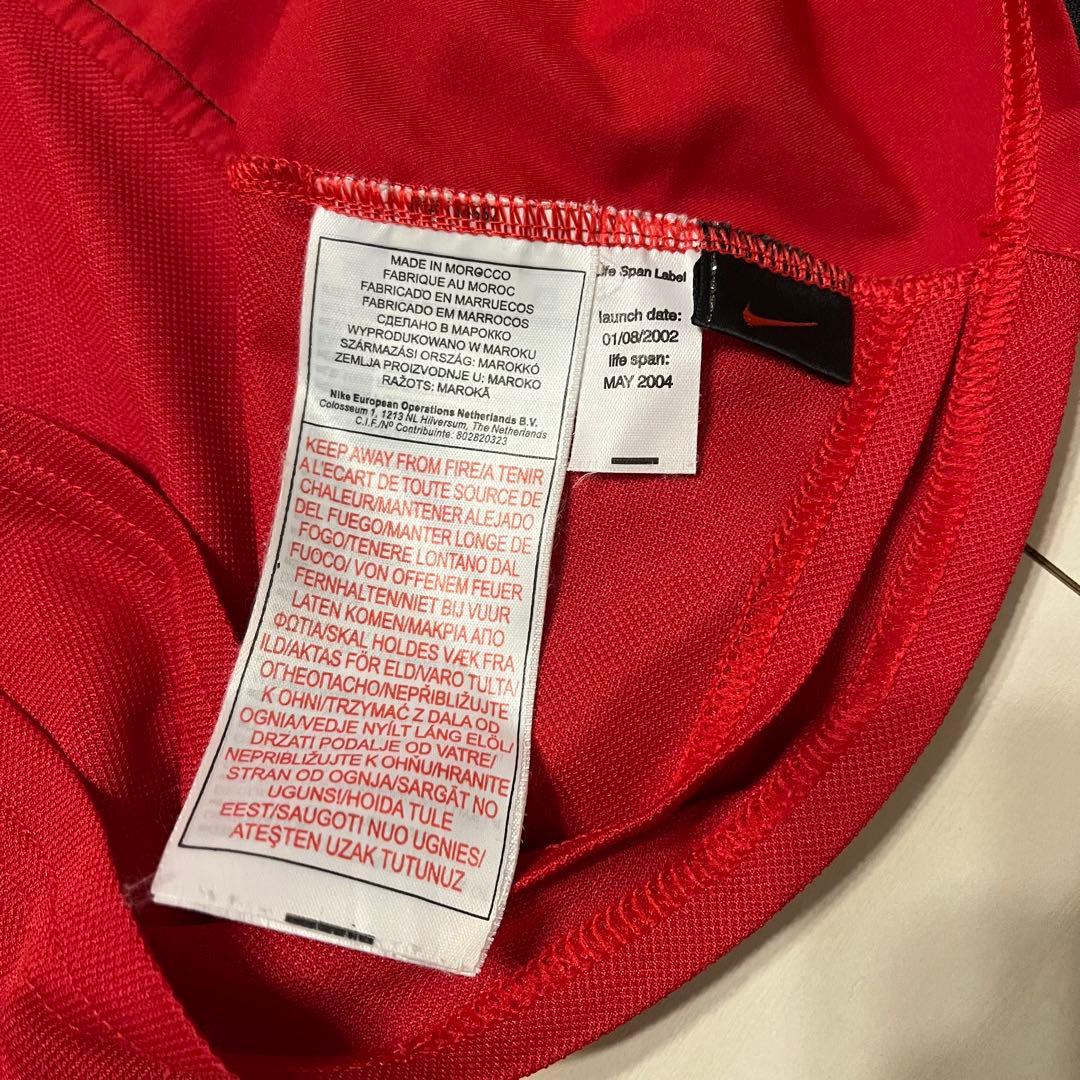 MADE IN MOROCCO
FABRIQUE AU MOROC
FABRICADO EN MARRUECOS
FABRICADO EM MARROCOS
СДЕЛАНО В МАРОККО
WYPRODUKOWANO W MAROKU
SZÁRMAZÁSI ORSZÁG: MAROKKÓ
ZEMLJA PROIZVODNJE U: MAROKO
RAŽOTS: MAROKĀ
Nike European Operations Netherlands B.V.
Colosseum 1, 1213 NL Hilversum, The Netherlands
C.I.F./Nº Contribuinte: 802820323
KEEP AWAY FROM FIRE/A TENIR
A L'ECART DE TOUTE SOURCE DE
CHALEUR/MANTENER ALEJADO
DEL FUEGO/MANTER LONGE DE
FOGO/TENERE LONTANO DAL
FUOCO/ VON OFFENEM FEUER
FERNHALTEN/NIET BIJ VUUR
LATEN KOMEN/ΜΑΚΡΙΑ ΑΠΟ
ΦΩΤΙΑ/SKAL HOLDES VÆK FRA
ILD/AKTAS FÖR ELD/VARO TULTA/
ОГНЕОПАСНО/NEPŘIBLIŽUJTE
K OHNI/TRZYMAĆ Z DALA OD
OGNIA/VEDJE NYÍLT LÁNG ELÖL/
DRZATI PODALJE OD VATRE/
NEPRIBLIŽUJTE K OHŇU/HRANITE
STRAN OD OGNJA/SARGĀT NO
UGUNSI/HOIDA TULE
EEST/SAUGOTI NUO UGNIES/
ATEŞTEN UZAK TUTUNUZ
life Span Label
launch date:
01/08/2002
life span:
MAY 2004